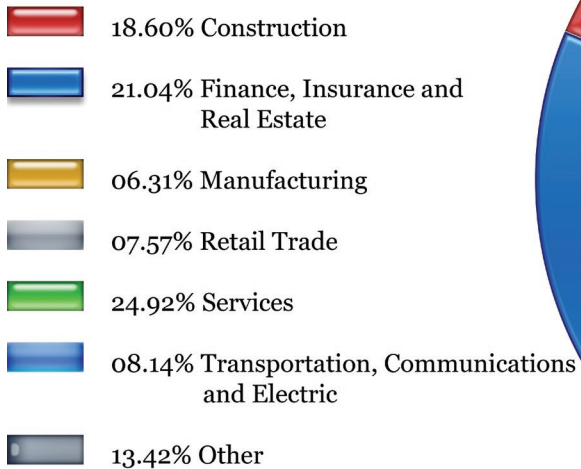 18.60% Construction
21.04% Finance, Insurance and
Real Estate
06.31% Manufacturing
07.57% Retail Trade
24.92% Services
08.14% Transportation, Communications
and Electric
13.42% Other